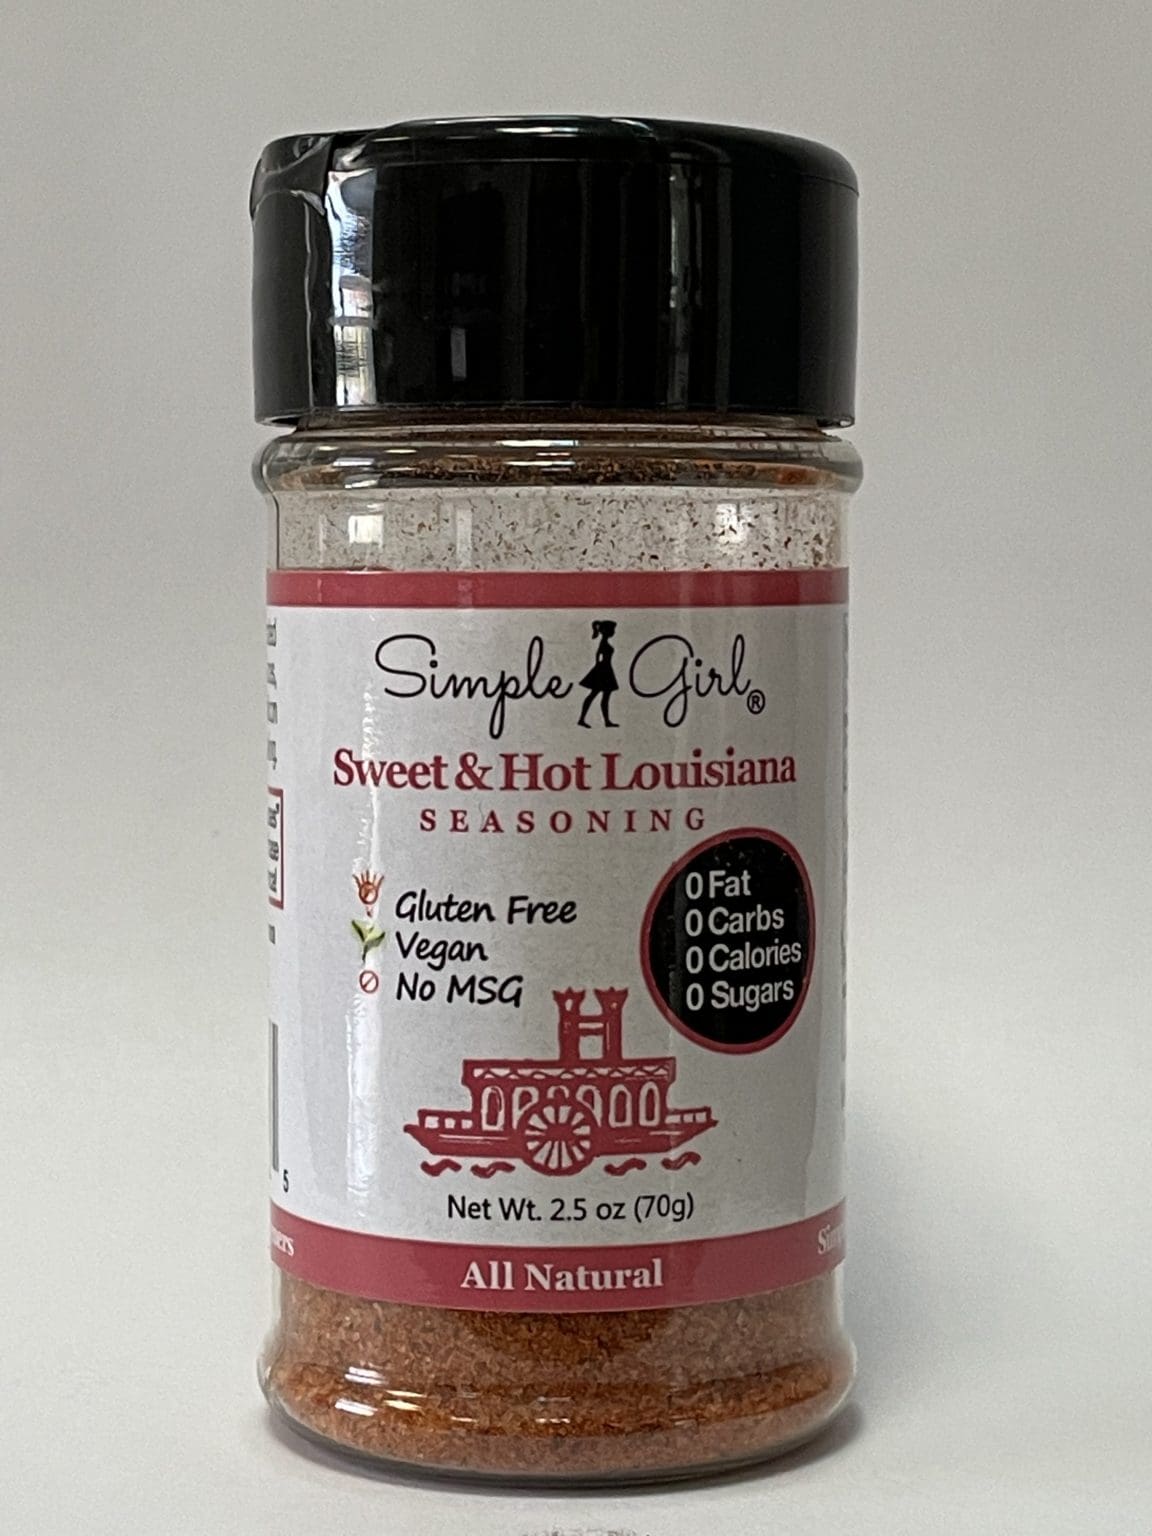 Simple Girl®
Sweet & Hot Louisiana
SEASONING
0 Fat
0 Carbs
0 Calories
0 Sugars
Gluten Free
Vegan
No MSG
Net Wt. 2.5 oz (70g)
5
All Natural